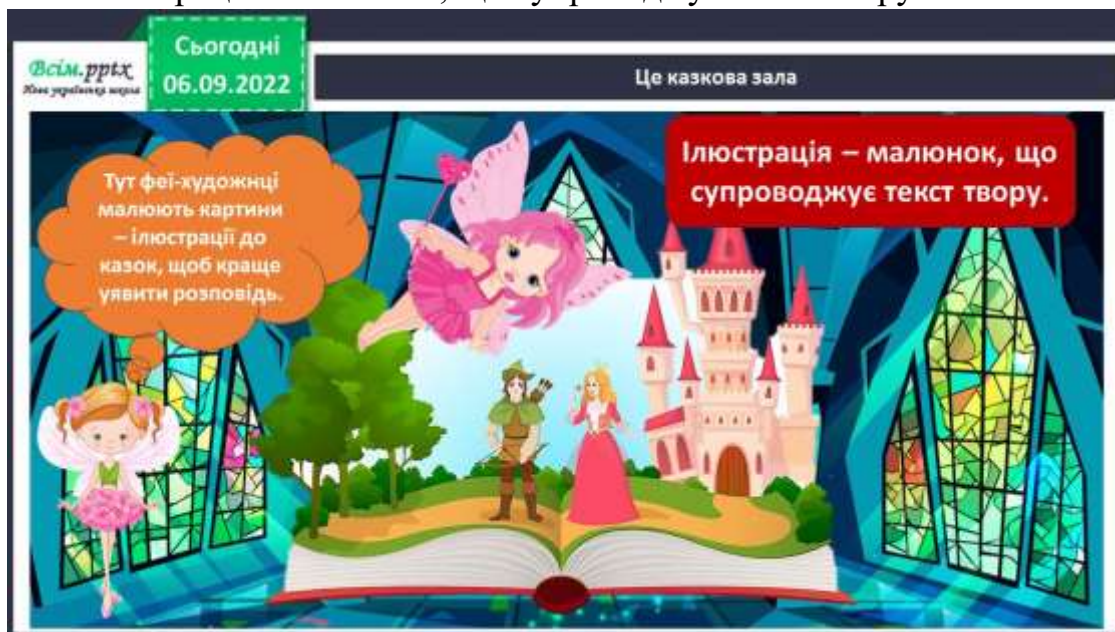 Всім.pptx
Нова українська школа
Сьогодні
06.09.2022
Це казкова зала
Тут феї-художнці
малюють картини
– ілюстрації до
казок, щоб краще
уявити розповідь.
Ілюстрація – малюнок, що
супроводжує текст твору.